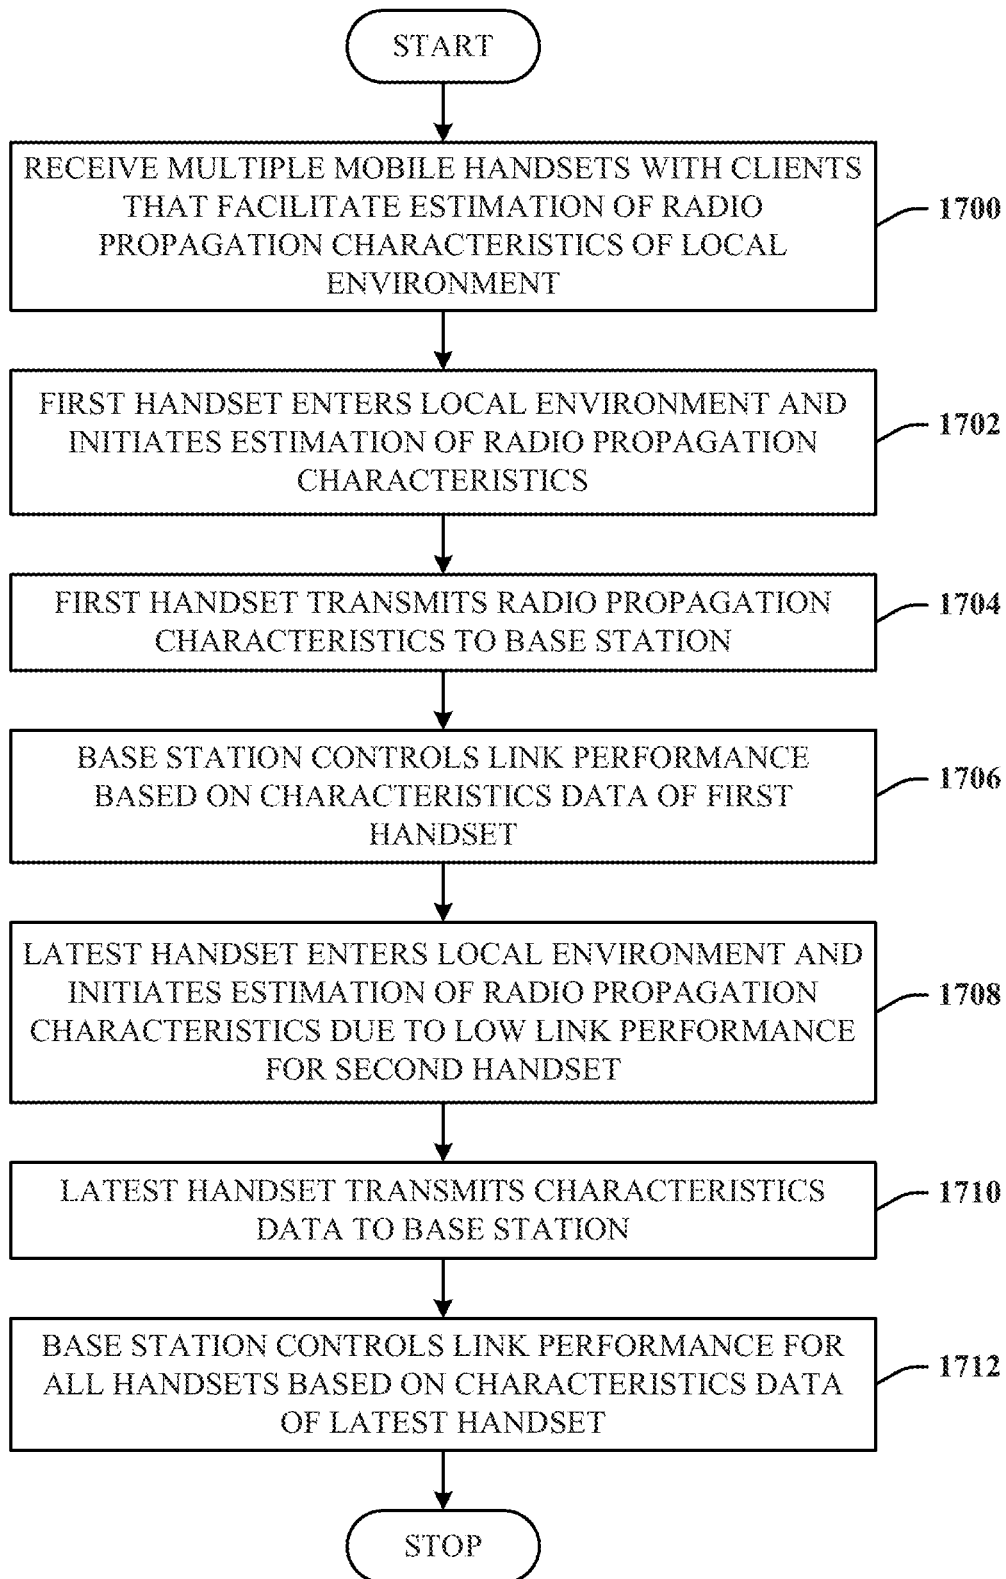 START
RECEIVE MULTIPLE MOBILE HANDSETS WITH CLIENTS
THAT FACILITATE ESTIMATION OF RADIO
PROPAGATION CHARACTERISTICS OF LOCAL
ENVIRONMENT
1700
FIRST HANDSET ENTERS LOCAL ENVIRONMENT AND
INITIATES ESTIMATION OF RADIO PROPAGATION
CHARACTERISTICS
1702
FIRST HANDSET TRANSMITS RADIO PROPAGATION
CHARACTERISTICS TO BASE STATION
1704
BASE STATION CONTROLS LINK PERFORMANCE
BASED ON CHARACTERISTICS DATA OF FIRST
HANDSET
1706
LATEST HANDSET ENTERS LOCAL ENVIRONMENT AND
INITIATES ESTIMATION OF RADIO PROPAGATION
CHARACTERISTICS DUE TO LOW LINK PERFORMANCE
FOR SECOND HANDSET
1708
LATEST HANDSET TRANSMITS CHARACTERISTICS
DATA TO BASE STATION
1710
BASE STATION CONTROLS LINK PERFORMANCE FOR
ALL HANDSETS BASED ON CHARACTERISTICS DATA
OF LATEST HANDSET
1712
STOP